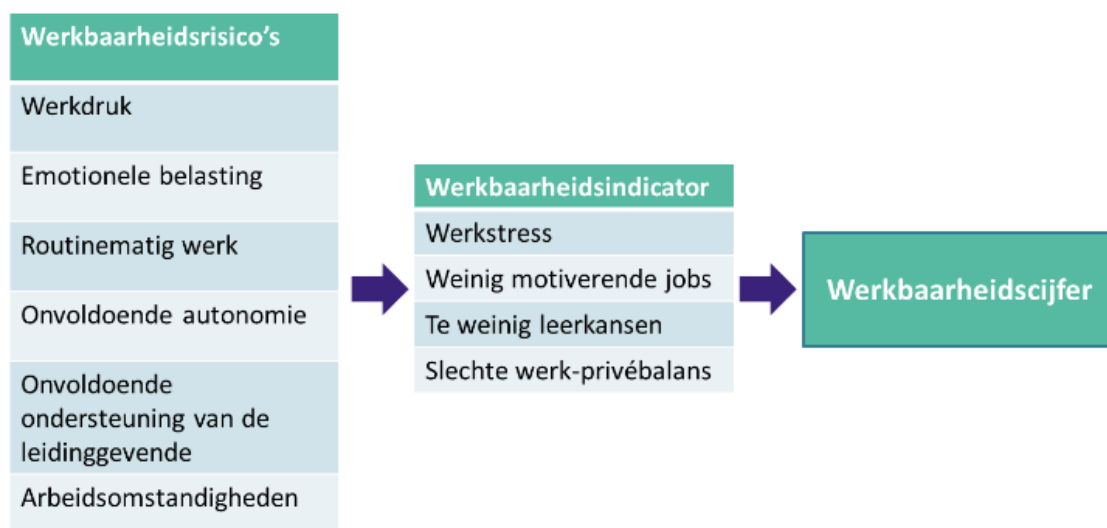 Werkbaarheidsrisico’s
Werkdruk
Emotionele belasting
Routinematig werk
Onvoldoende autonomie
Onvoldoende
ondersteuning van de
leidinggevende
Arbeidsomstandigheden
Werkbaarheidsindicator
Werkstress
Weinig motiverende jobs
Te weinig leerkansen
Slechte werk-privébalans
Werkbaarheidscijfer